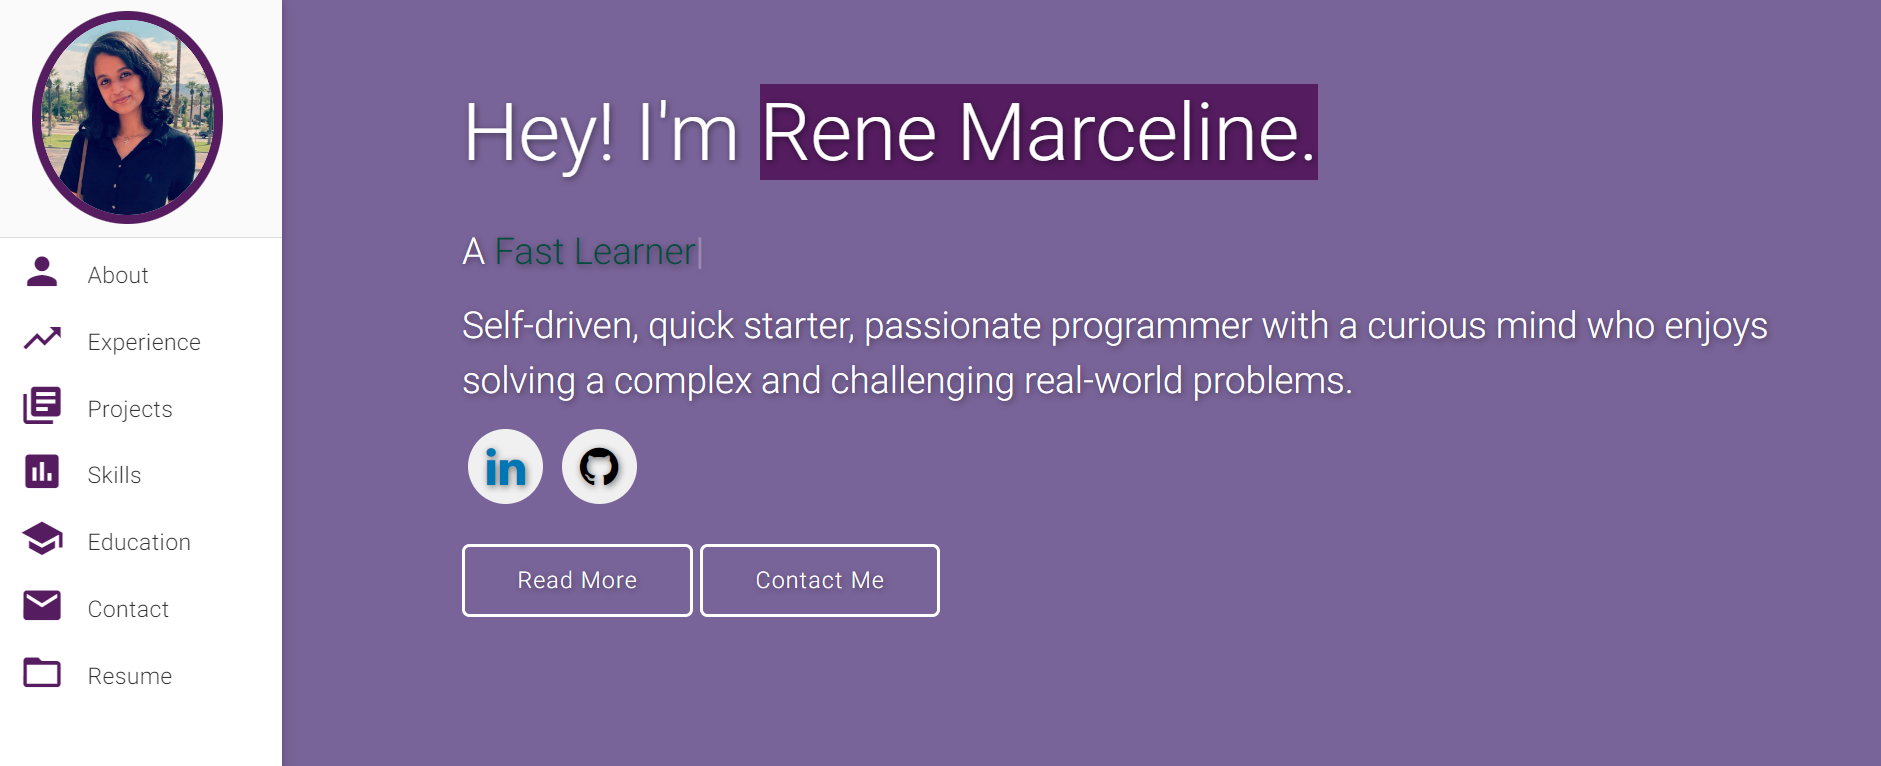 Hey! I'm Rene Marceline.
A Fast Learner
Self-driven, quick starter, passionate programmer with a curious mind who enjoys
solving a complex and challenging real-world problems.
in
Read More
Contact Me
About
Experience
Projects
Skills
Education
Contact
Resume